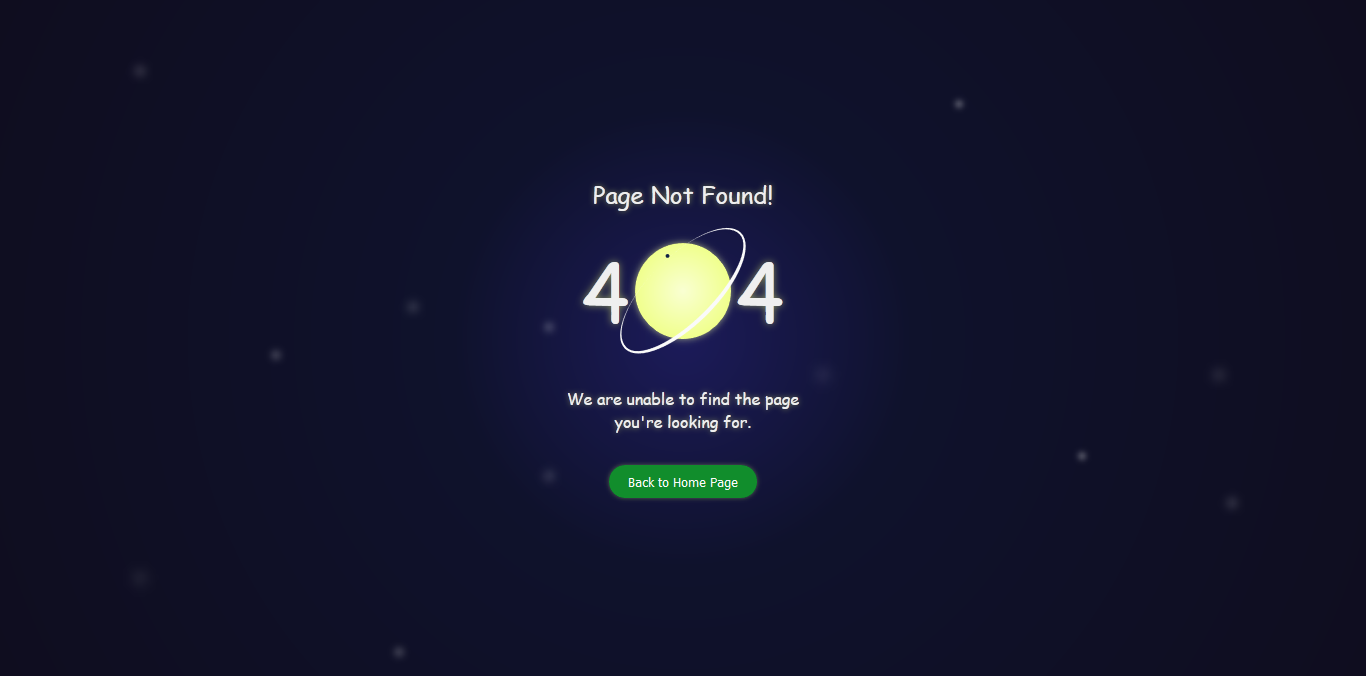 Page Not Found!
4 4
We are unable to find the page
you're looking for.
Back to Home Page